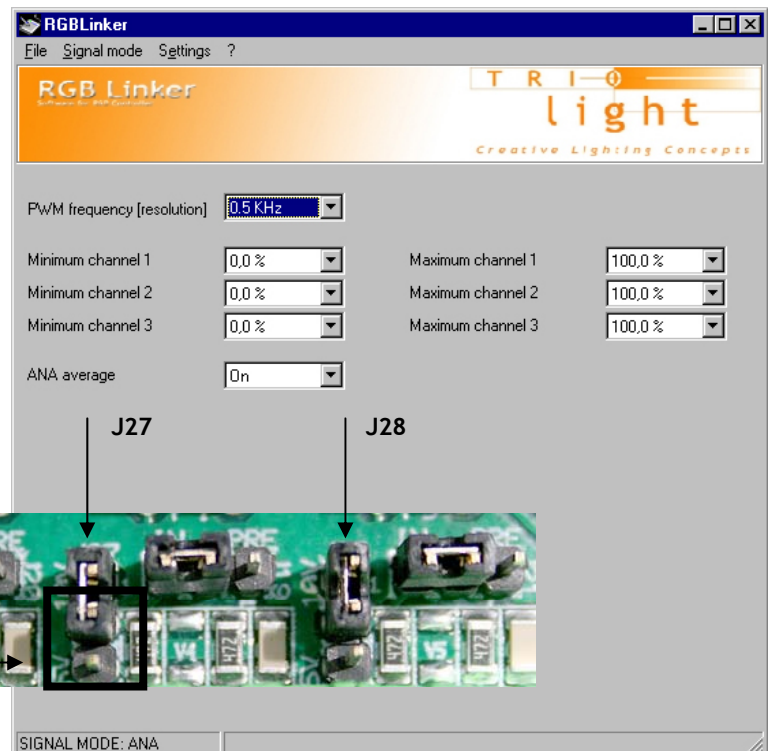 RGBLinker
File Signal mode Settings ?
RGB Linker
T R I O
light
Creative Lighting Concepts
PWM frequency [resolution] 0.5 KHz
Minimum channel 1 0,0 % Maximum channel 1 100,0 %
Minimum channel 2 0,0 % Maximum channel 2 100,0 %
Minimum channel 3 0,0 % Maximum channel 3 100,0 %
ANA average On
J27 J28
PRE
V4 472 472 V5 472
SIGNAL MODE: ANA